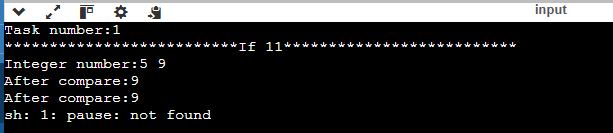 input
Task number:1
**************************If 11**************************
Integer number:5 9
After compare:9
After compare:9
sh: 1: pause: not found